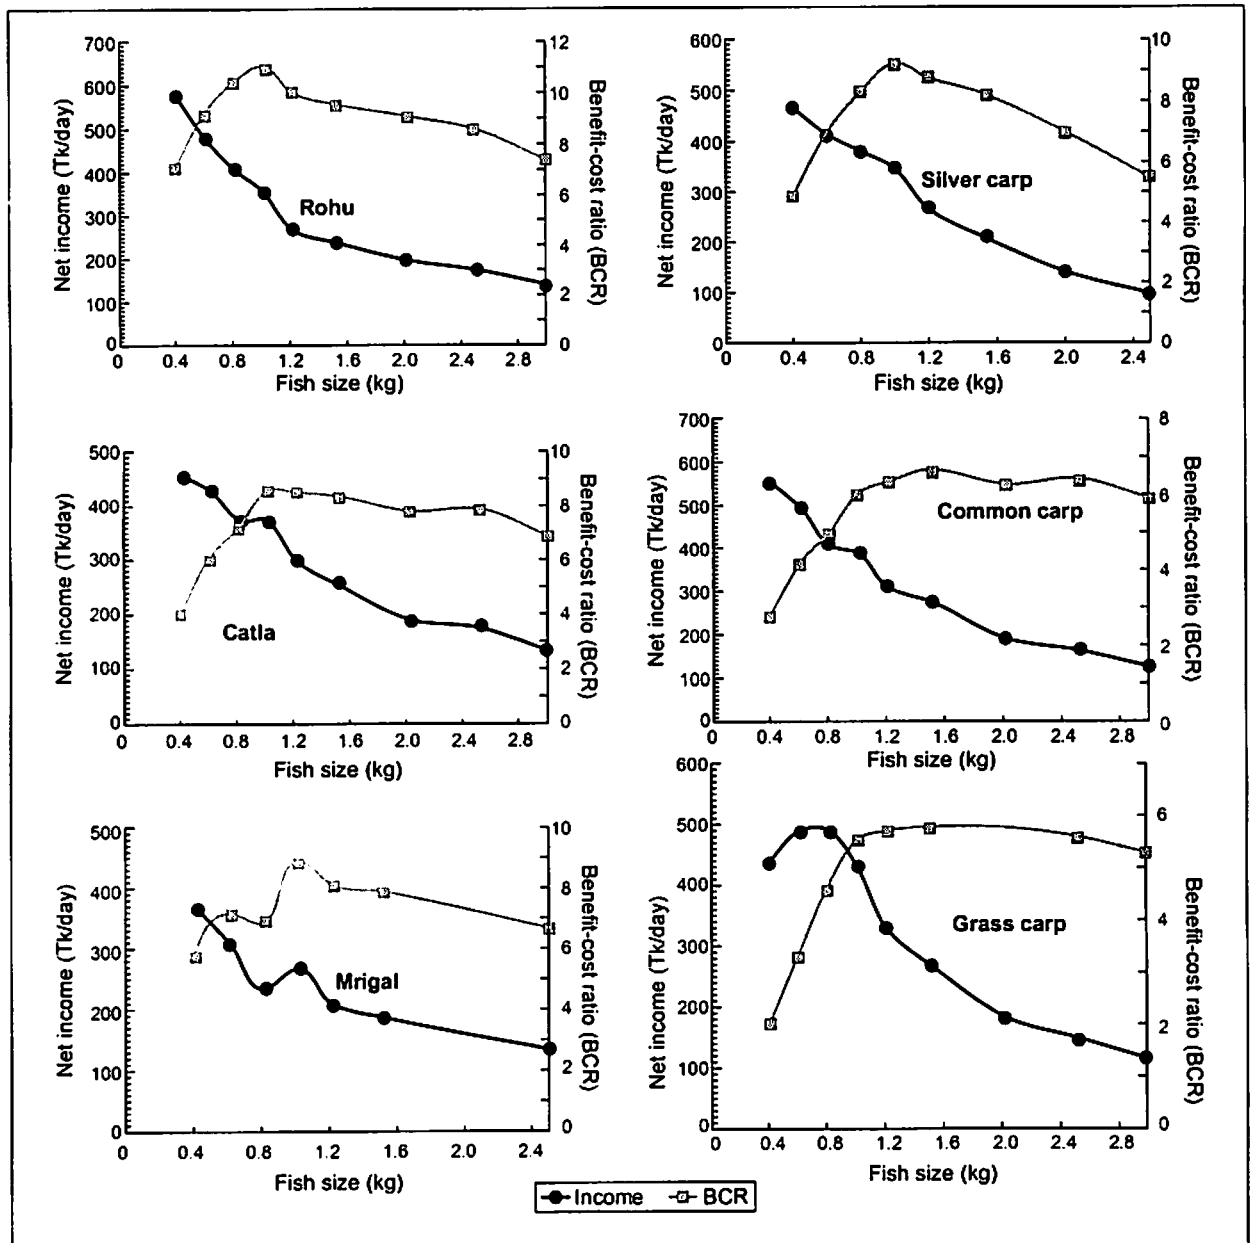 700
600
500
400
300
200
100
0
Net income (Tk/day)
12
10
8
6
4
2
0
Benefit-cost ratio (BCR)
Rohu
0 0.4 0.8 1.2 1.6 2.0 2.4 2.8
Fish size (kg)
600
500
400
300
200
100
0
Net income (Tk/day)
10
8
6
4
2
0
Benefit-cost ratio (BCR)
Silver carp
0 0.4 0.8 1.2 1.6 2.0 2.4
Fish size (kg)
500
400
300
200
100
0
Net income (Tk/day)
10
8
6
4
2
0
Benefit-cost ratio (BCR)
Catla
0 0.4 0.8 1.2 1.6 2.0 2.4 2.8
Fish size (kg)
700
600
500
400
300
200
100
0
Net income (Tk/day)
8
6
4
2
0
Benefit-cost ratio (BCR)
Common carp
0 0.4 0.8 1.2 1.6 2.0 2.4 2.8
Fish size (kg)
500
400
300
200
100
0
Net income (Tk/day)
10
8
6
4
2
0
Benefit-cost ratio (BCR)
Mrigal
0 0.4 0.8 1.2 1.6 2.0 2.4
Fish size (kg)
600
500
400
300
200
100
0
Net income (Tk/day)
6
4
2
0
Benefit-cost ratio (BCR)
Grass carp
0 0.4 0.8 1.2 1.6 2.0 2.4 2.8
Fish size (kg)
Income BCR